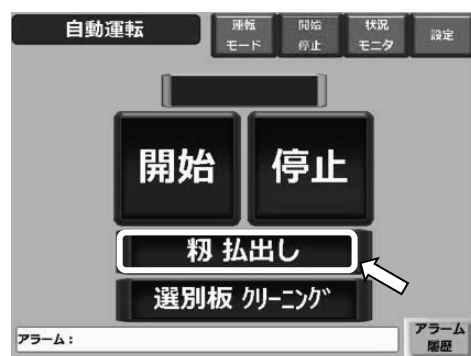 自動運転
運転
モード
開始
停止
状況
モニタ
設定
開始
停止
籾 払出し
選別板 ｸﾘｰﾆﾝｸﾞ
アラーム：
アラーム
履歴